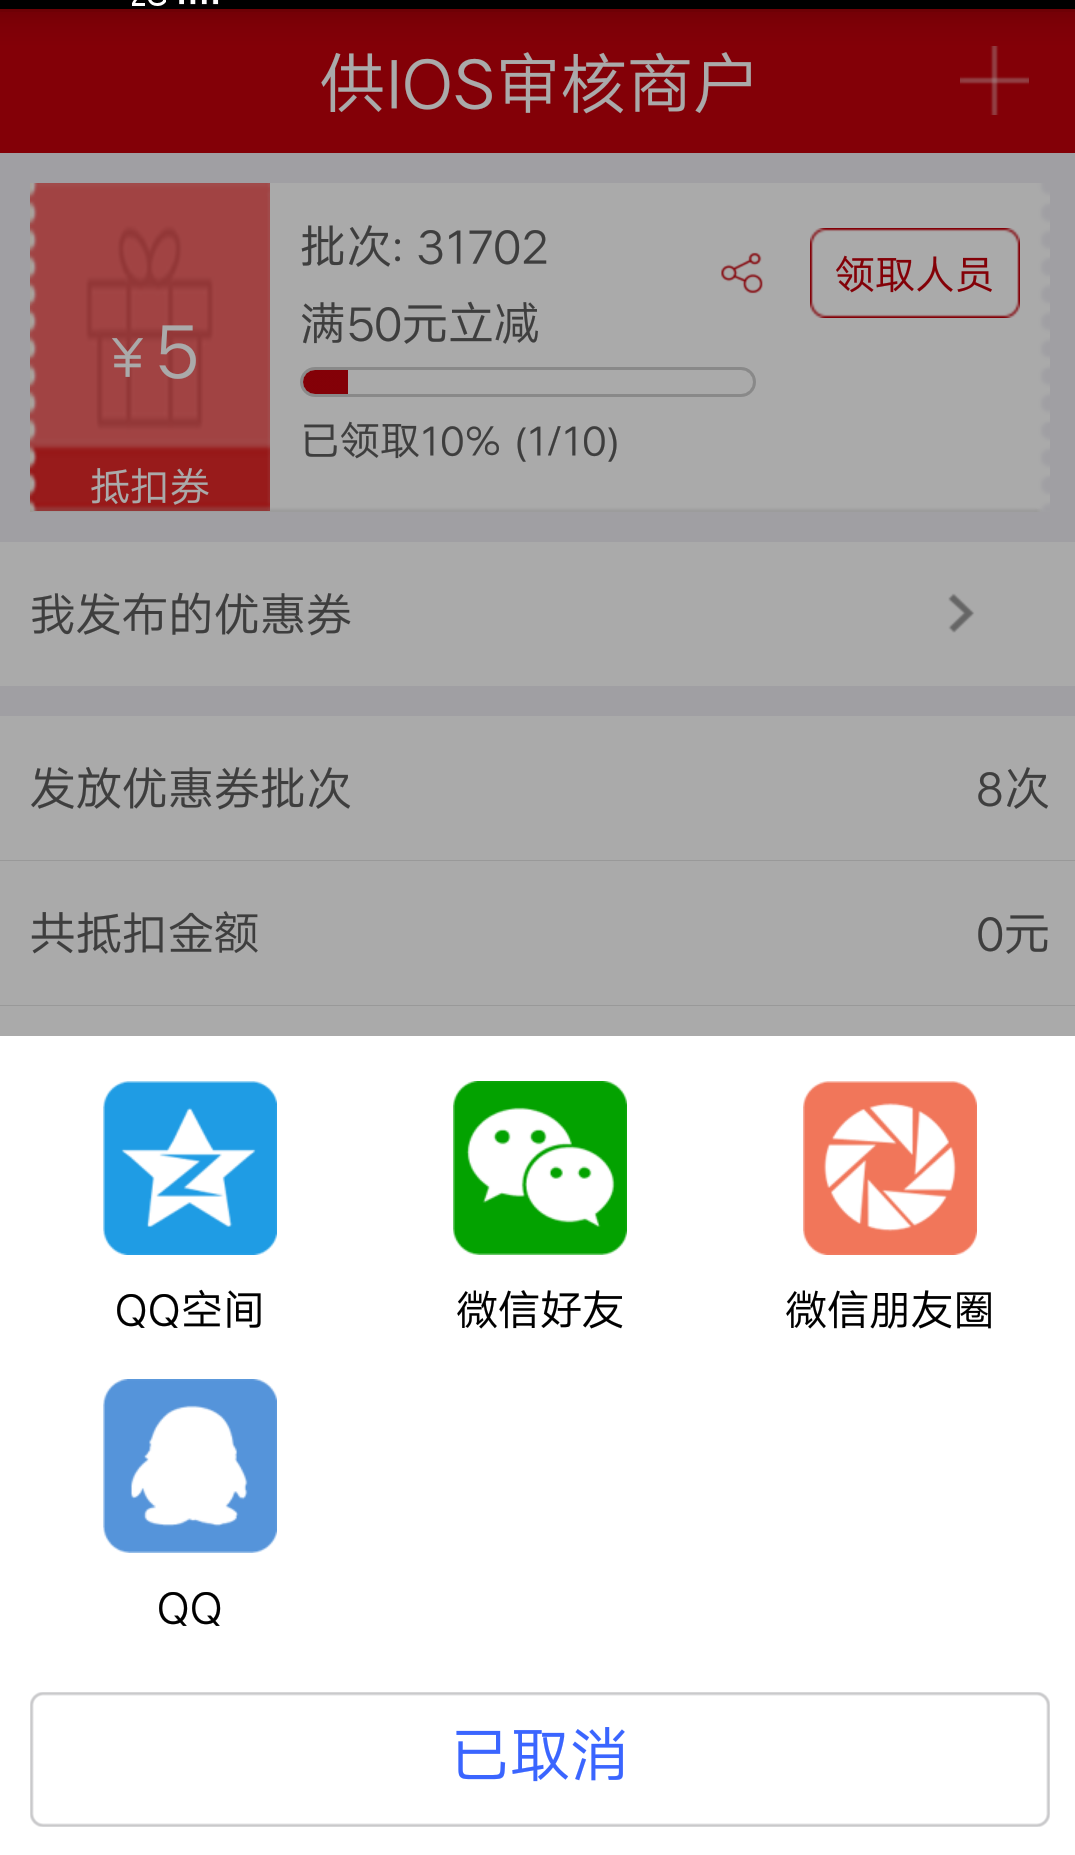 供IOS审核商户
批次: 31702
领取人员
满50元立减
¥5
已领取10% (1/10)
抵扣券
我发布的优惠券
发放优惠券批次 8次
共抵扣金额 0元
QQ空间 微信好友 微信朋友圈
QQ
已取消